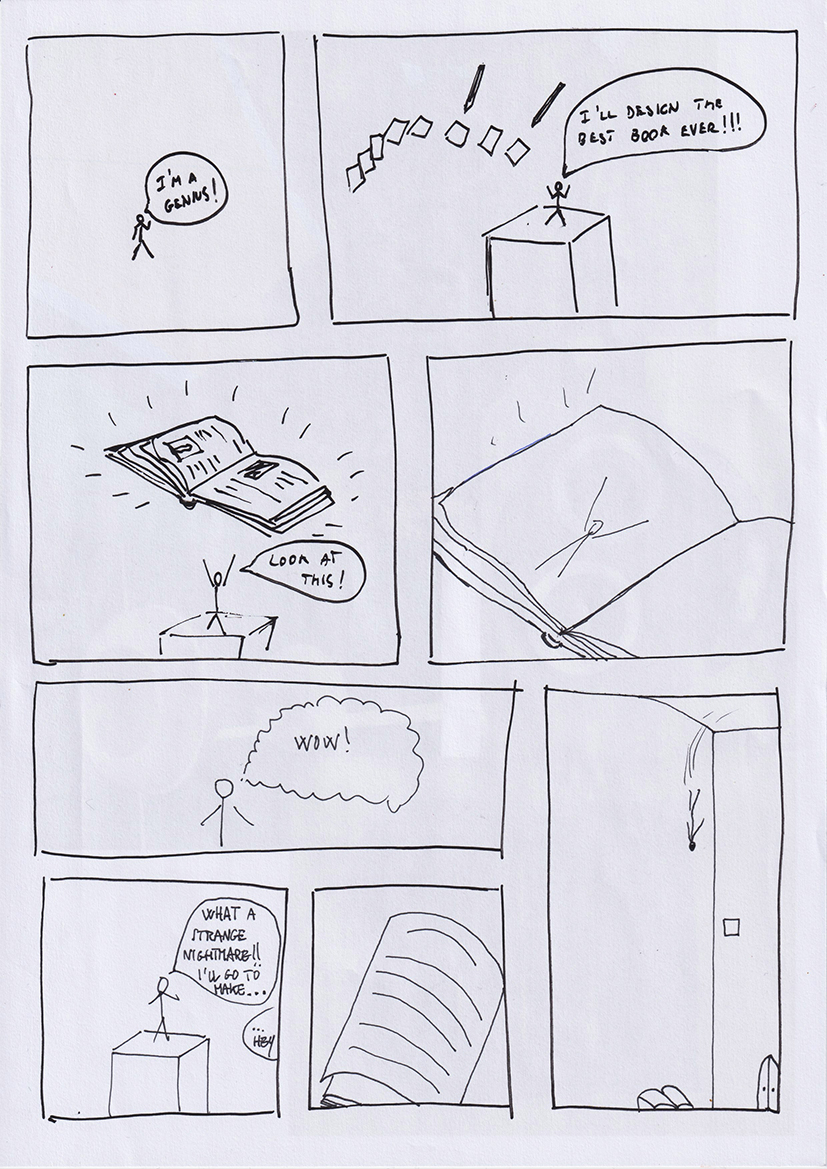 I'M A
GENIUS!
I'LL DESIGN THE
BEST BOOK EVER!!!
LOOK AT
THIS!
WOW!
WHAT A
STRANGE
NIGHTMARE!!
I'LL GO TO
MAKE...
...
HEY